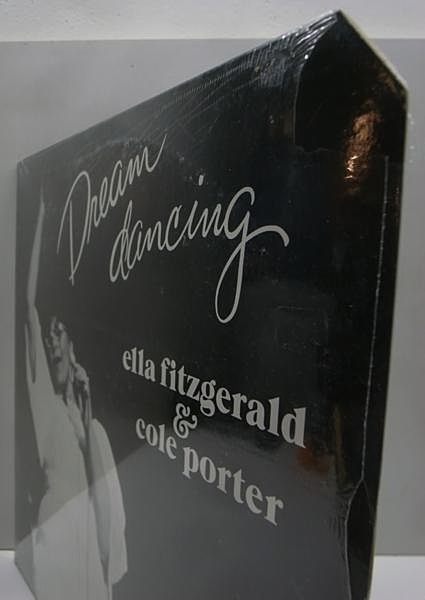 Dream
dancing
ella fitzgerald
&
cole porter